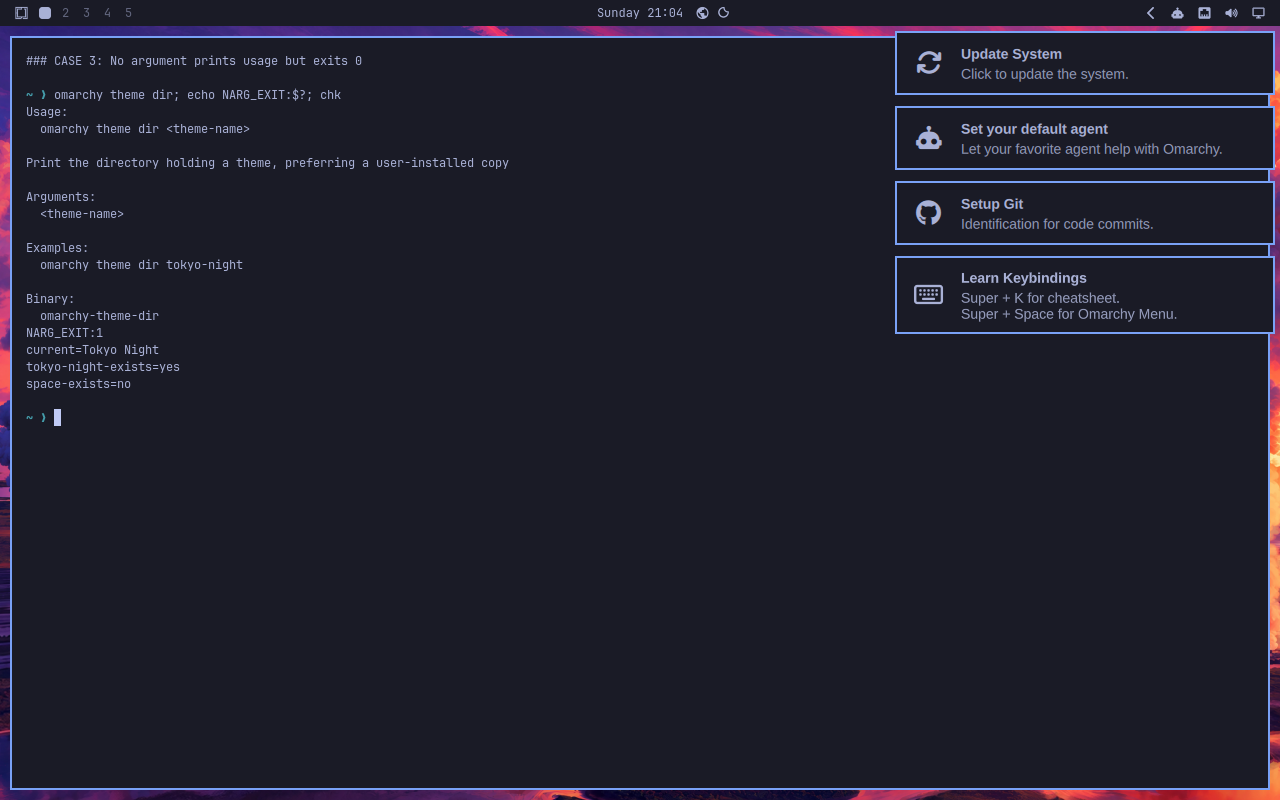 2 3 4 5
Sunday 21:04
### CASE 3: No argument prints usage but exits 0
~ ❯ omarchy theme dir; echo NARG_EXIT:$?; chk
Usage:
omarchy theme dir <theme-name>
Print the directory holding a theme, preferring a user-installed copy
Arguments:
<theme-name>
Examples:
omarchy theme dir tokyo-night
Binary:
omarchy-theme-dir
NARG_EXIT:1
current=Tokyo Night
tokyo-night-exists=yes
space-exists=no
~ ❯
Update System
Click to update the system.
Set your default agent
Let your favorite agent help with Omarchy.
Setup Git
Identification for code commits.
Learn Keybindings
Super + K for cheatsheet.
Super + Space for Omarchy Menu.